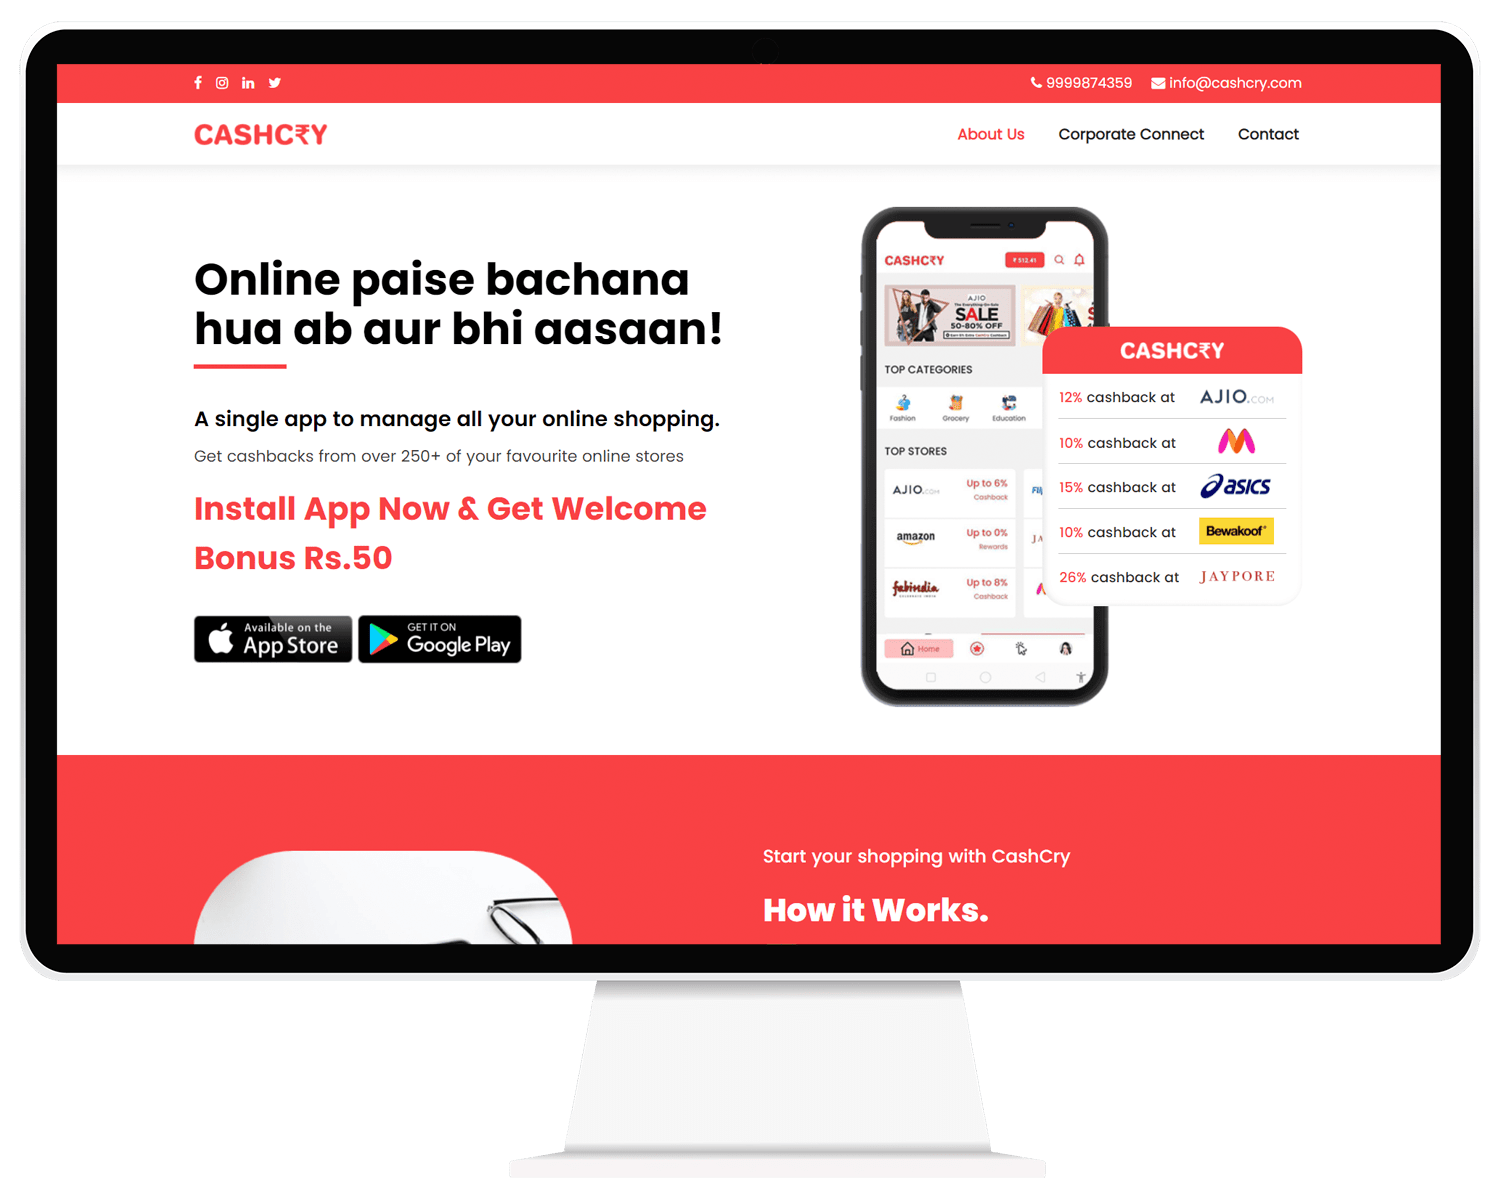 9999874359 info@cashcry.com
CASHC₹Y
About Us Corporate Connect Contact
Online paise bachana
hua ab aur bhi aasaan!
A single app to manage all your online shopping.
Get cashbacks from over 250+ of your favourite online stores
Install App Now & Get Welcome
Bonus Rs.50
Available on the
App Store
GET IT ON
Google Play
CASHC₹Y
₹ 512.41
AJIO
SALE
50-80% OFF
TOP CATEGORIES
Fashion Grocery Education
TOP STORES
AJIO.COM
Up to 6%
Cashback
amazon
Up to 0%
Rewards
fabindia
Up to 8%
Cashback
Home
CASHC₹Y
12% cashback at AJIO.COM
10% cashback at
15% cashback at asics
10% cashback at Bewakoof
26% cashback at JAYPORE
Start your shopping with CashCry
How it Works.